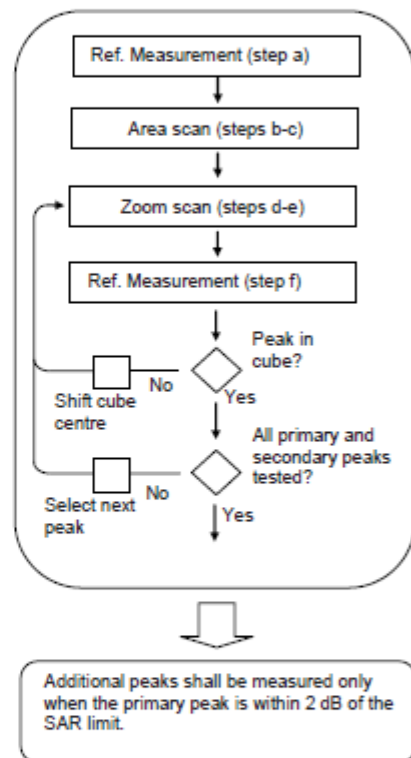 Ref. Measurement (step a)
Area scan (steps b-c)
Zoom scan (steps d-e)
Ref. Measurement (step f)
Peak in
cube?
No
Yes
Shift cube
centre
All primary and
secondary peaks
tested?
No
Yes
Select next
peak
Additional peaks shall be measured only
when the primary peak is within 2 dB of the
SAR limit.